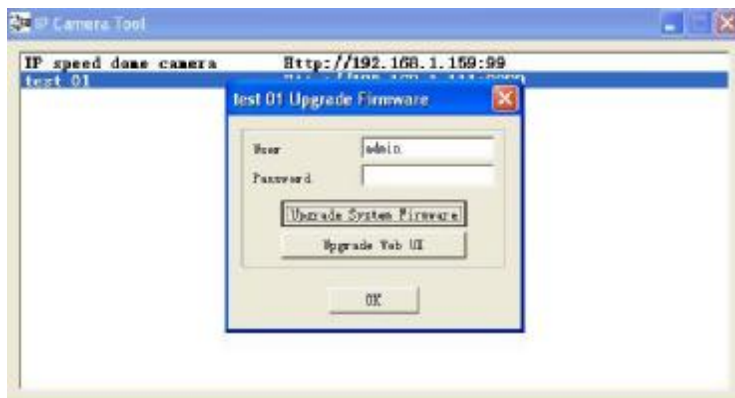 IP Camera Tool
IP speed dome camera Http://192.168.1.159:99
test 01
test 01 Upgrade Firmware
User admin
Password
Upgrade System Firmware
Upgrade Web UI
OK